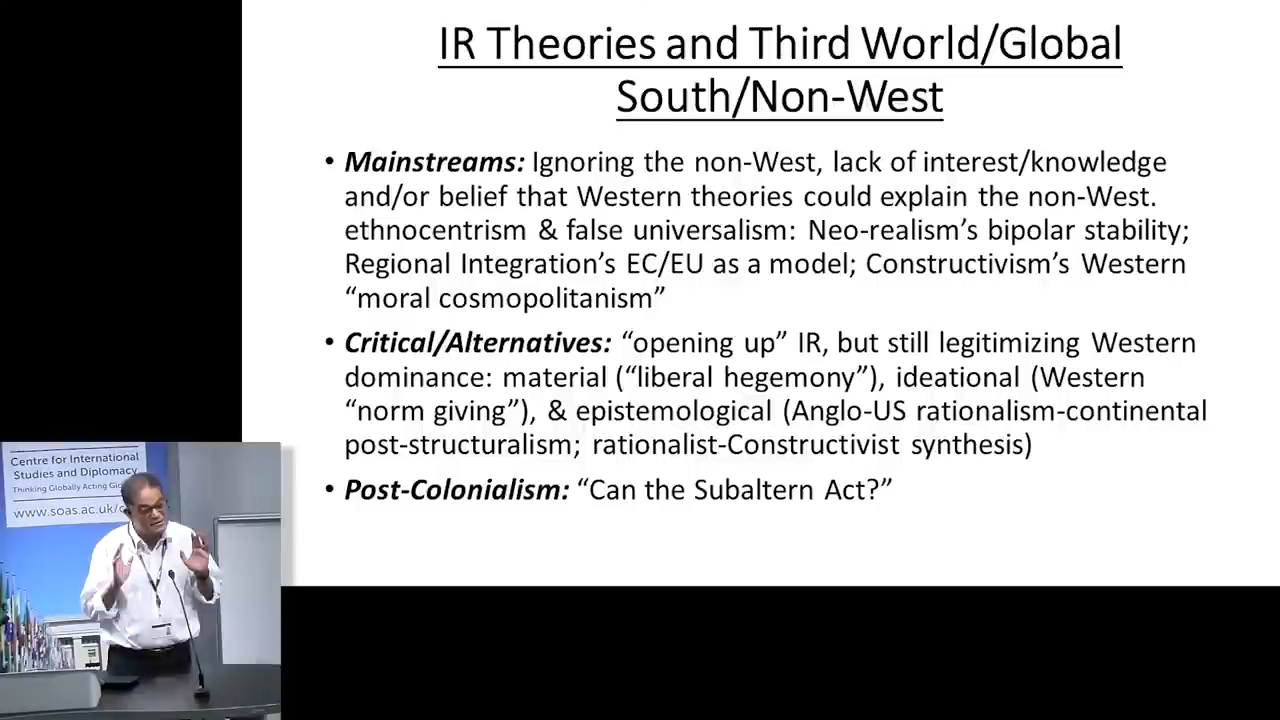 IR Theories and Third World/Global
South/Non-West
• Mainstreams: Ignoring the non-West, lack of interest/knowledge
and/or belief that Western theories could explain the non-West.
ethnocentrism & false universalism: Neo-realism’s bipolar stability;
Regional Integration’s EC/EU as a model; Constructivism’s Western
“moral cosmopolitanism”
• Critical/Alternatives: “opening up” IR, but still legitimizing Western
dominance: material (“liberal hegemony”), ideational (Western
“norm giving”), & epistemological (Anglo-US rationalism-continental
post-structuralism; rationalist-Constructivist synthesis)
• Post-Colonialism: “Can the Subaltern Act?”
Centre for International
Studies and Diplomacy
Thinking Globally Acting
www.soas.ac.uk/